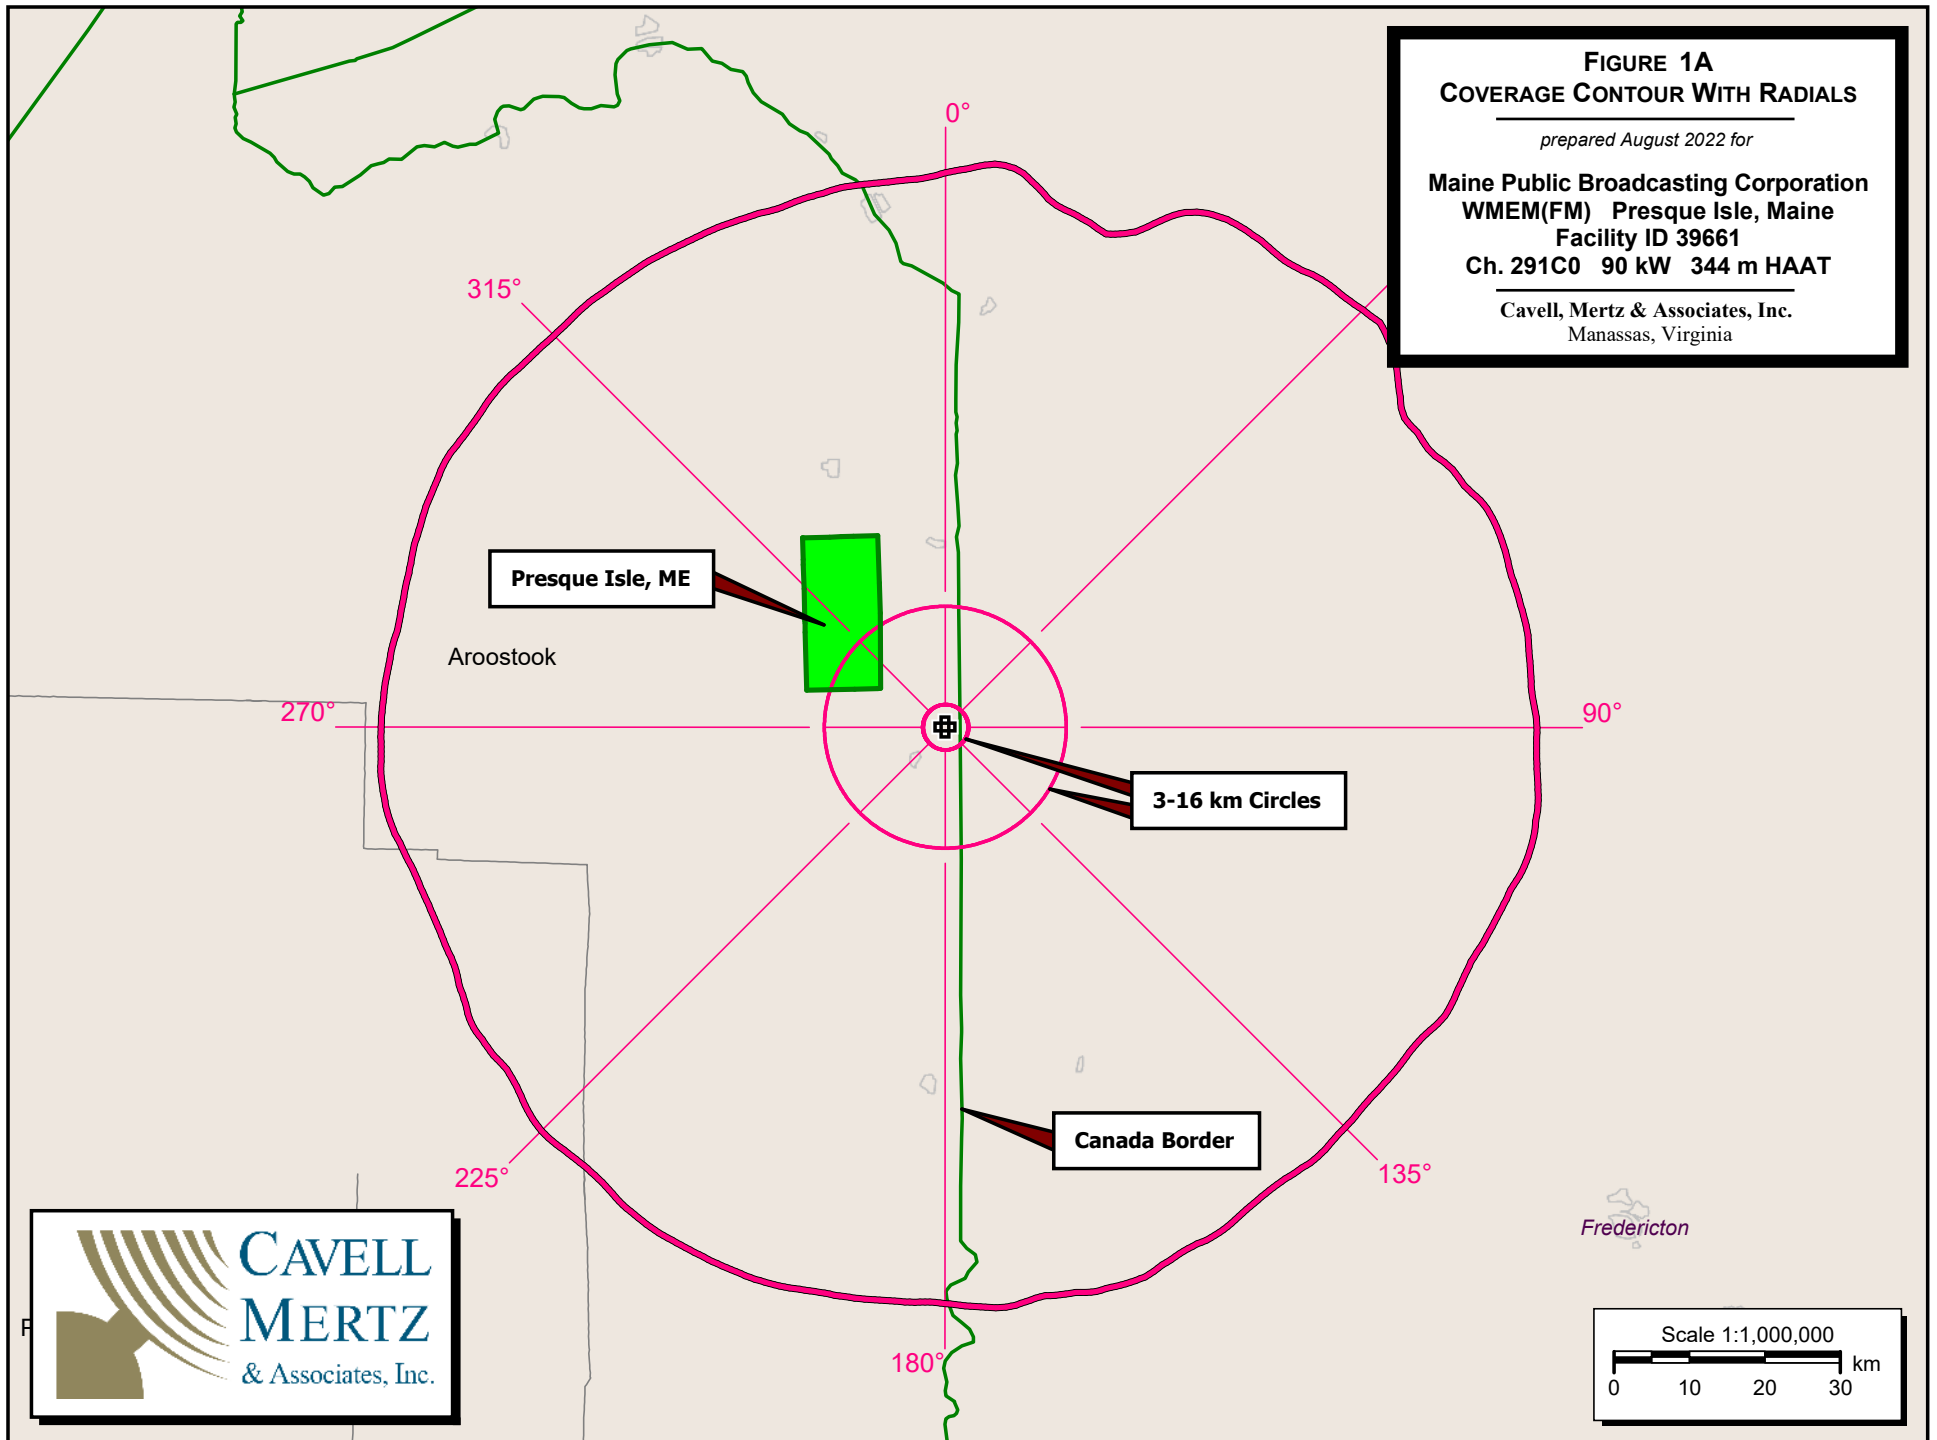 FIGURE 1A
COVERAGE CONTOUR WITH RADIALS
prepared August 2022 for
Maine Public Broadcasting Corporation
WMEM(FM) Presque Isle, Maine
Facility ID 39661
Ch. 291C0 90 kW 344 m HAAT
Cavell, Mertz & Associates, Inc.
Manassas, Virginia
0°
315°
Presque Isle, ME
Aroostook
270°
90°
3-16 km Circles
Canada Border
225°
135°
Fredericton
180°
CAVELL
MERTZ
& Associates, Inc.
Scale 1:1,000,000
km
0 10 20 30